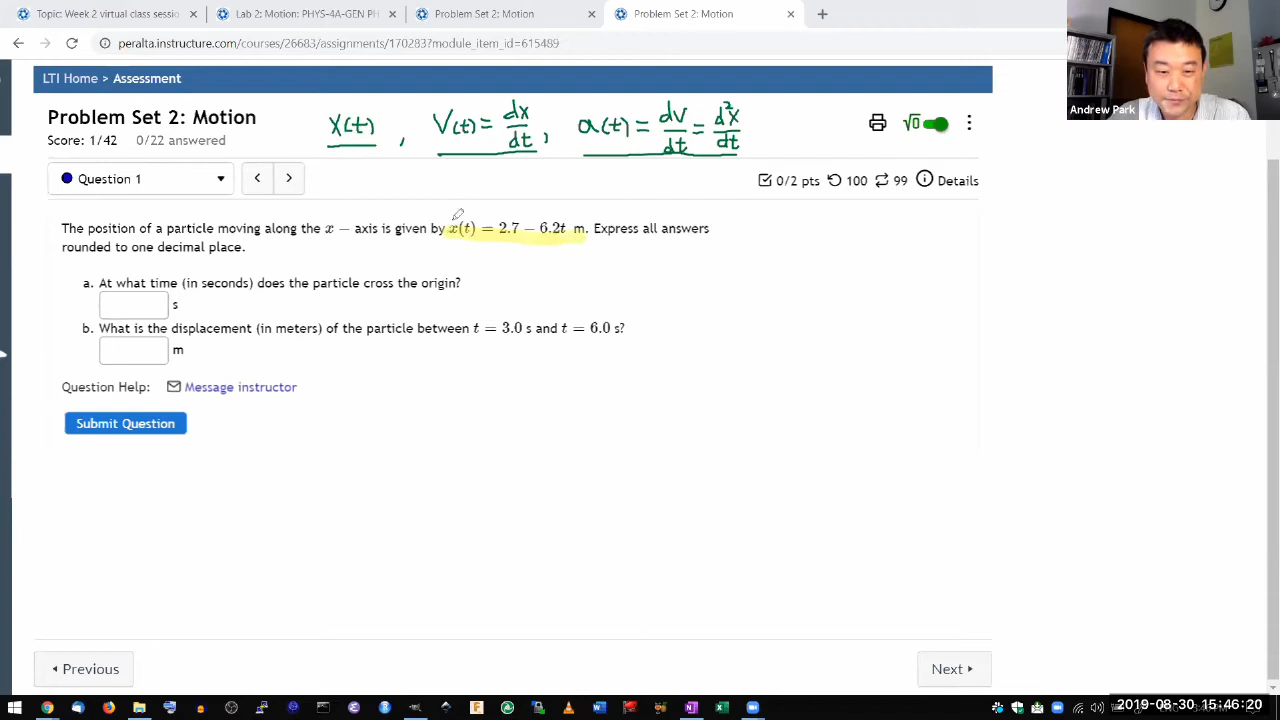 Topic: Week 2 virtual class sessio
Lab 2: Motion: PHYS-4A-GEN PH
Problem Set 2: Motion
Problem Set 2: Motion
peralta.instructure.com/courses/26683/assignments/170283?module_item_id=615489
Andrew Park
LTI Home > Assessment
Problem Set 2: Motion
x(t) , v(t) = dx/dt , a(t) = dv/dt = d²x/dt
√0
Score: 1/42 0/22 answered
Question 1
0/2 pts 100 99 Details
The position of a particle moving along the x − axis is given by x(t) = 2.7 − 6.2t m. Express all answers
rounded to one decimal place.
a. At what time (in seconds) does the particle cross the origin?
s
b. What is the displacement (in meters) of the particle between t = 3.0 s and t = 6.0 s?
m
Question Help: Message instructor
Submit Question
Previous
Next
2019-08-30 15:46:20